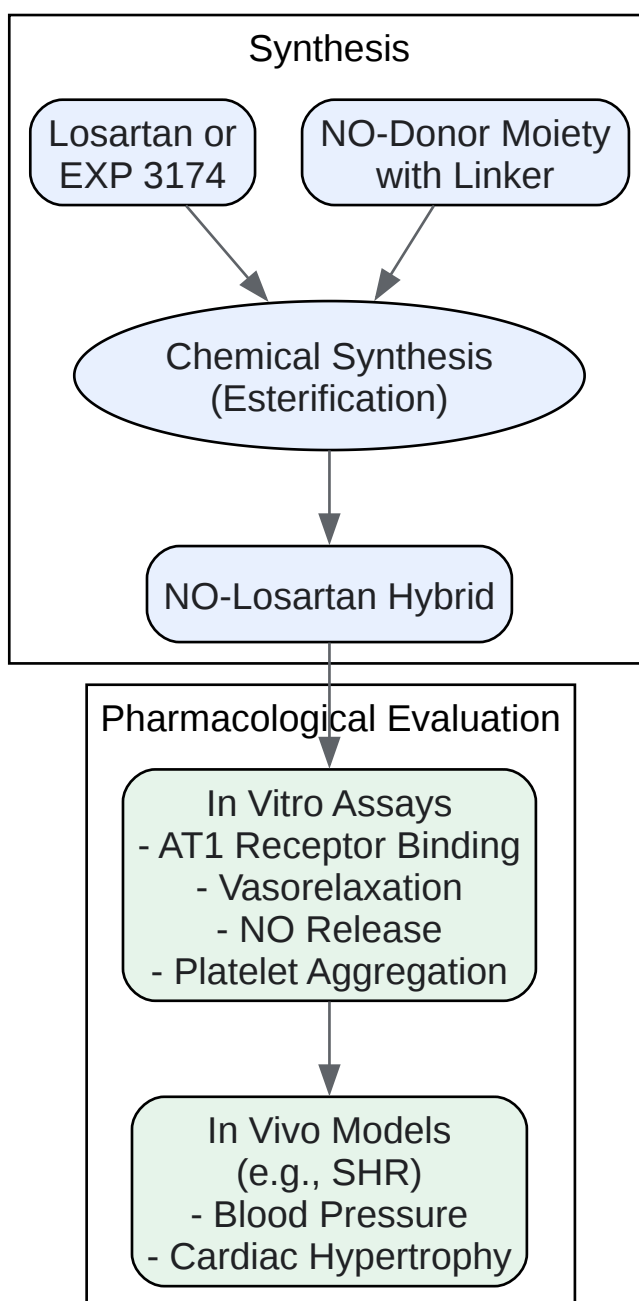 Synthesis
Losartan or
EXP 3174
NO-Donor Moiety
with Linker
Chemical Synthesis
(Esterification)
NO-Losartan Hybrid
Pharmacological Evaluation
In Vitro Assays
- AT1 Receptor Binding
- Vasorelaxation
- NO Release
- Platelet Aggregation
In Vivo Models
(e.g., SHR)
- Blood Pressure
- Cardiac Hypertrophy